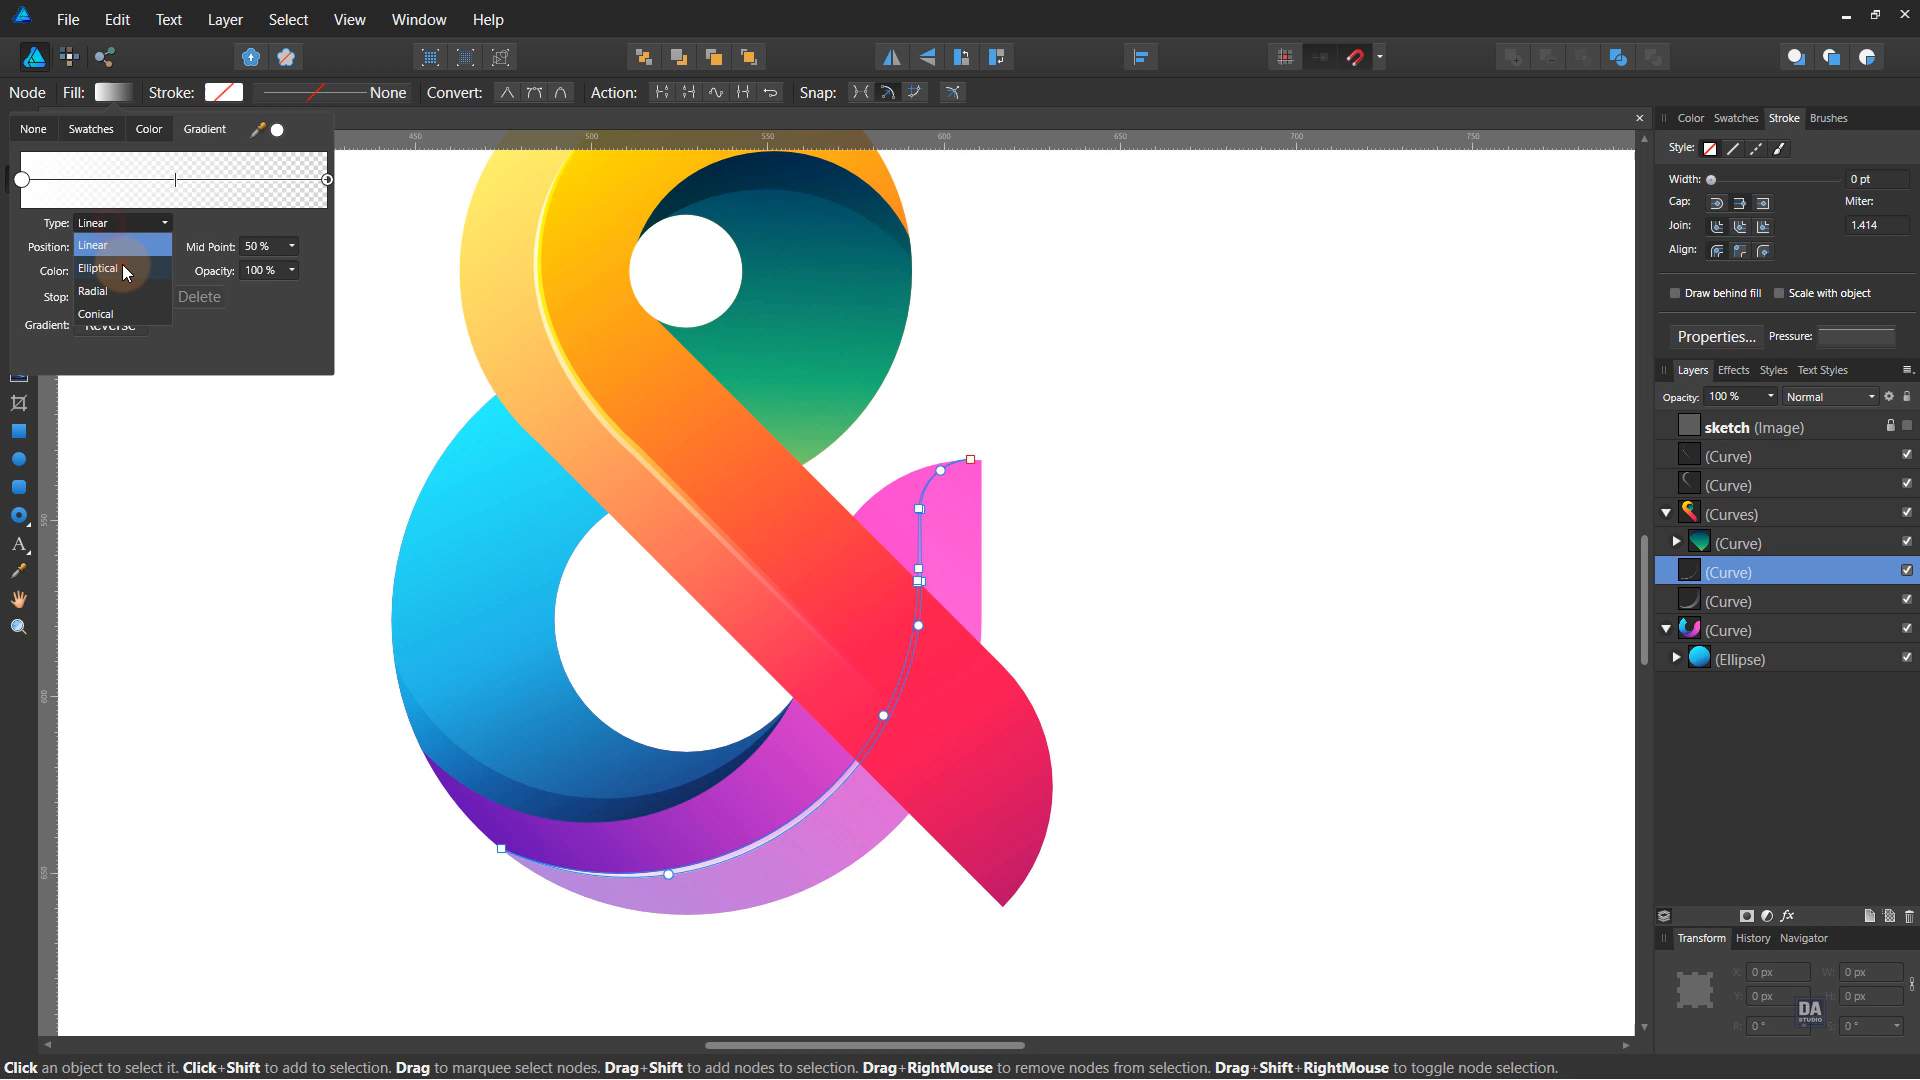 File Edit Text Layer Select View Window Help
Node Fill: Stroke: None Convert: Action: Snap:
None Swatches Color Gradient
Type: Linear
Linear
Elliptical
Radial
Conical
Position: Mid Point: 50 %
Color: Opacity: 100 %
Stop: Delete
Gradient: Reverse
450 500 550 600 650 700 750
550
600
650
Color Swatches Stroke Brushes
Style:
Width: 0 pt
Cap: Miter:
Join: 1.414
Align:
Draw behind fill Scale with object
Properties... Pressure:
Layers Effects Styles Text Styles
Opacity: 100 % Normal
sketch (Image)
(Curve)
(Curve)
(Curves)
(Curve)
(Curve)
(Curve)
(Curve)
(Ellipse)
fx
Transform History Navigator
X: 0 px W: 0 px
Y: 0 px H: 0 px
R: 0 ° S: 0 °
DA
STUDIO
Click an object to select it. Click+Shift to add to selection. Drag to marquee select nodes. Drag+Shift to add nodes to selection. Drag+RightMouse to remove nodes from selection. Drag+Shift+RightMouse to toggle node selection.